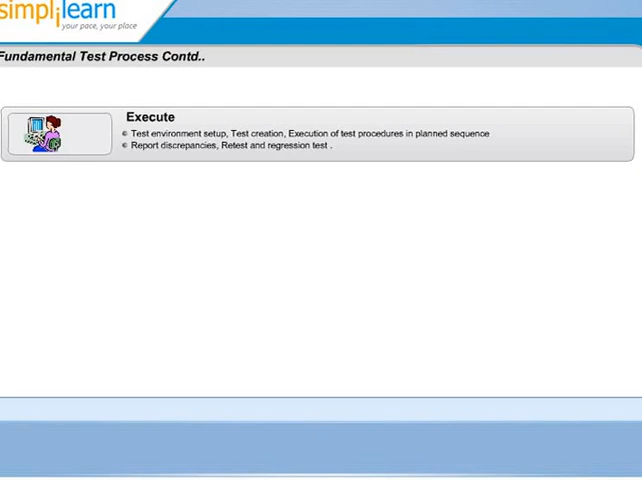 simplilearn
your pace, your place
Fundamental Test Process Contd..
Execute
Test environment setup, Test creation, Execution of test procedures in planned sequence
Report discrepancies, Retest and regression test .